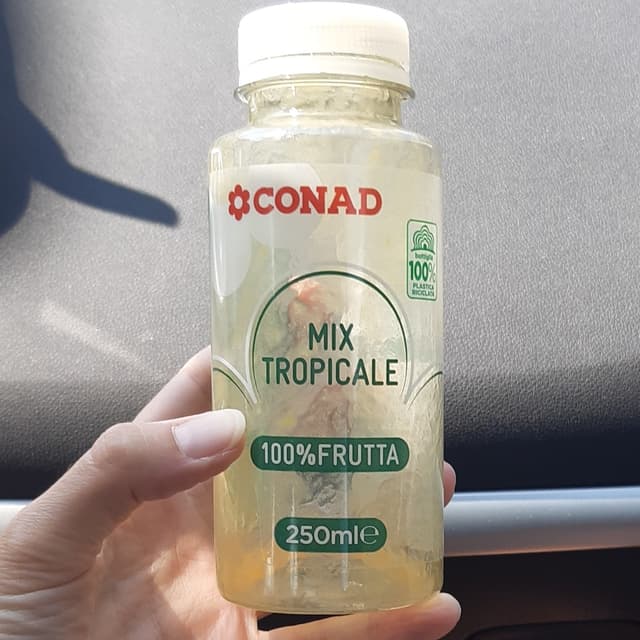 CONAD
bottiglia
100%
PLASTICA
RICICLATA
MIX
TROPICALE
100%FRUTTA
250ml℮